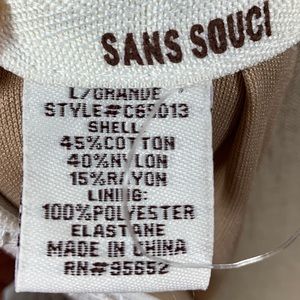 SANS SOUCI
L/GRANDE
STYLE#C65013
SHELL:
45%COTTON
40%NYLON
15%RAYON
LINING:
100%POLYESTER
ELASTANE
MADE IN CHINA
RN#95652